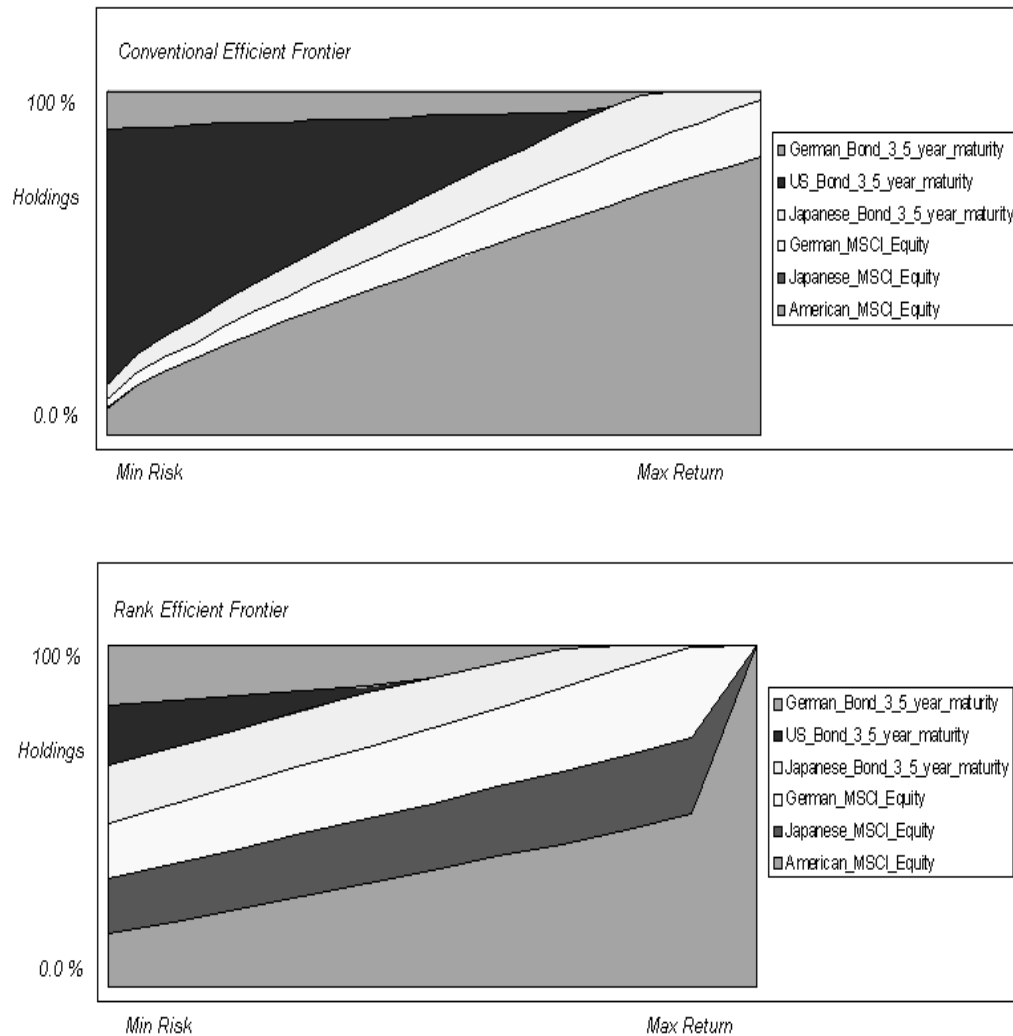 Conventional Efficient Frontier
100 %
Holdings
0.0 %
Min Risk
Max Return
German_Bond_3_5_year_maturity
US_Bond_3_5_year_maturity
Japanese_Bond_3_5_year_maturity
German_MSCI_Equity
Japanese_MSCI_Equity
American_MSCI_Equity
Rank Efficient Frontier
100 %
Holdings
0.0 %
Min Risk
Max Return
German_Bond_3_5_year_maturity
US_Bond_3_5_year_maturity
Japanese_Bond_3_5_year_maturity
German_MSCI_Equity
Japanese_MSCI_Equity
American_MSCI_Equity